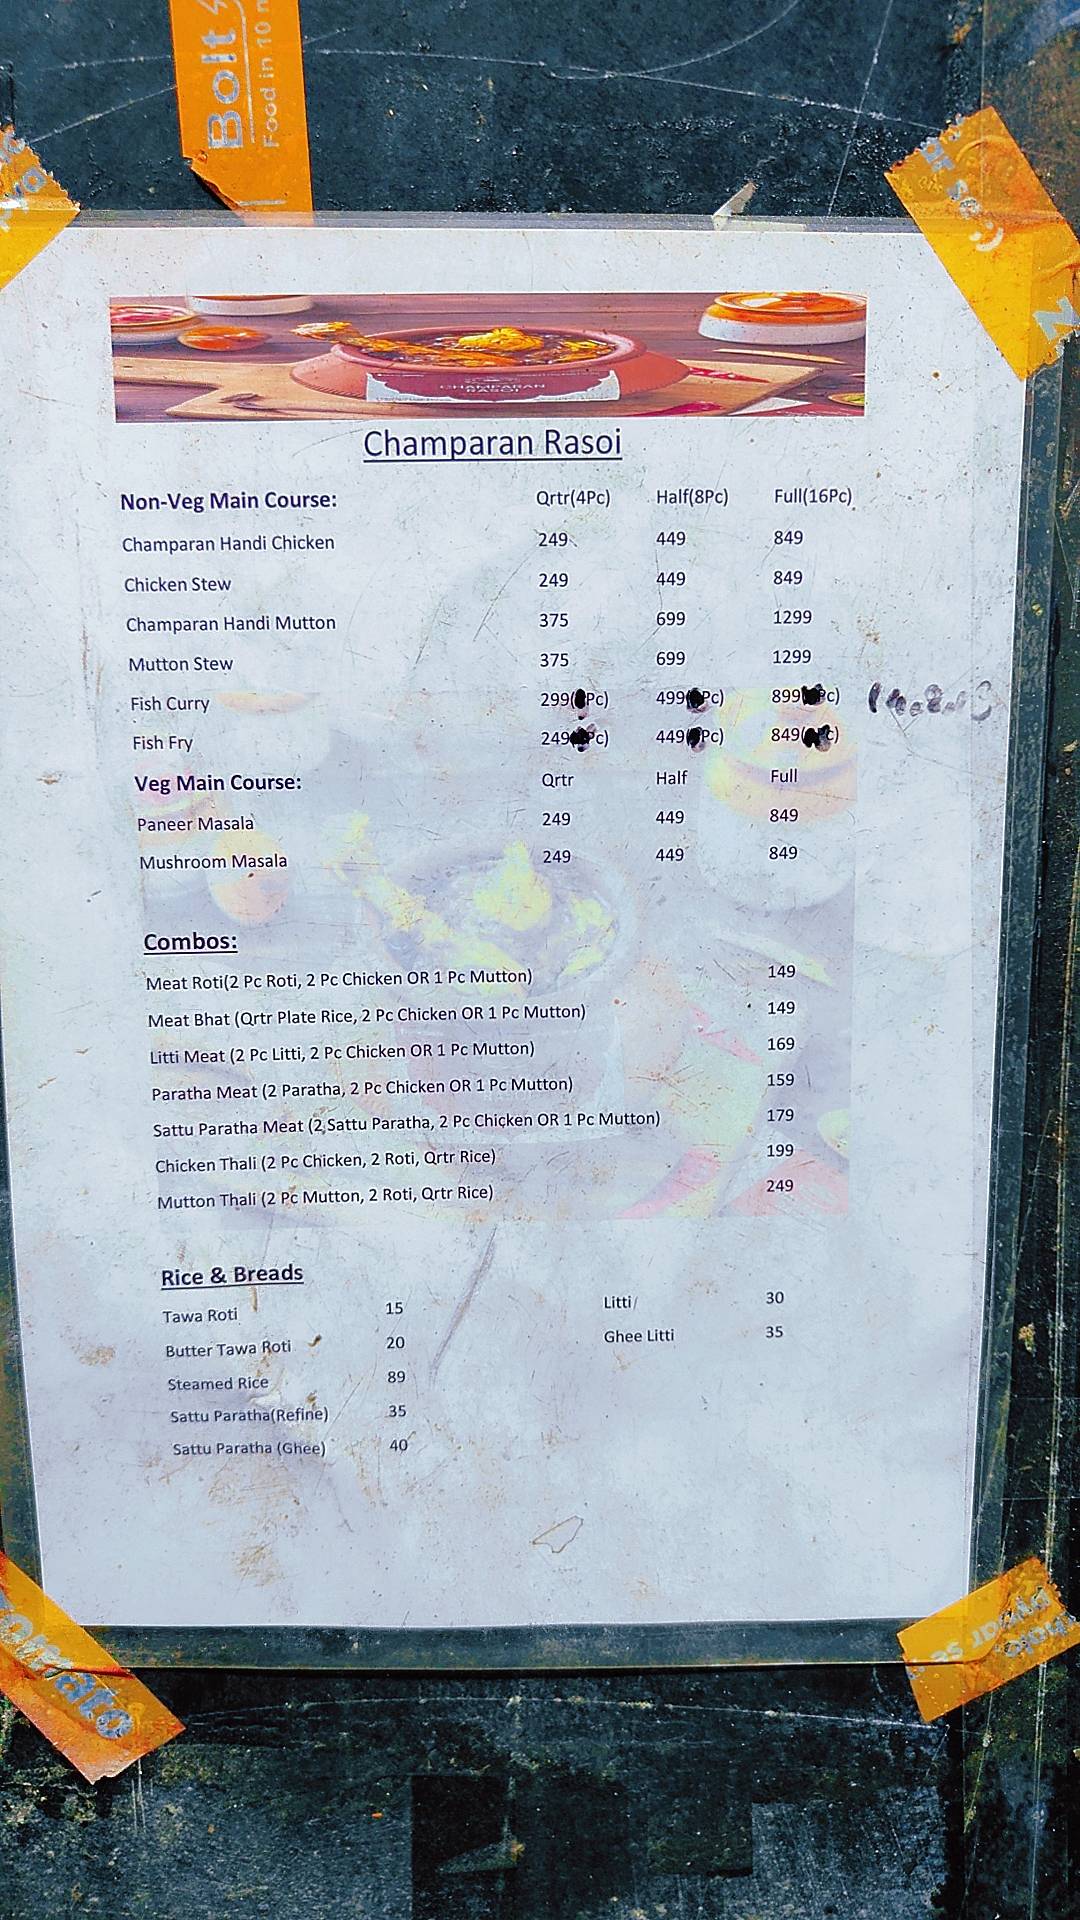 Bolt
Food in 10
CHAMPARAN
RASOI
Champaran Rasoi
Non-Veg Main Course: Qrtr(4Pc) Half(8Pc) Full(16Pc)
Champaran Handi Chicken 249 449 849
Chicken Stew 249 449 849
Champaran Handi Mutton 375 699 1299
Mutton Stew 375 699 1299
Fish Curry 299( Pc) 499( Pc) 899( Pc)
Fish Fry 249( Pc) 449( Pc) 849( Pc)
Veg Main Course: Qrtr Half Full
Paneer Masala 249 449 849
Mushroom Masala 249 449 849
Combos:
Meat Roti(2 Pc Roti, 2 Pc Chicken OR 1 Pc Mutton) 149
Meat Bhat (Qrtr Plate Rice, 2 Pc Chicken OR 1 Pc Mutton) 149
Litti Meat (2 Pc Litti, 2 Pc Chicken OR 1 Pc Mutton) 169
Paratha Meat (2 Paratha, 2 Pc Chicken OR 1 Pc Mutton) 159
Sattu Paratha Meat (2 Sattu Paratha, 2 Pc Chicken OR 1 Pc Mutton) 179
Chicken Thali (2 Pc Chicken, 2 Roti, Qrtr Rice) 199
Mutton Thali (2 Pc Mutton, 2 Roti, Qrtr Rice) 249
Rice & Breads
Tawa Roti 15 Litti 30
Butter Tawa Roti 20 Ghee Litti 35
Steamed Rice 89
Sattu Paratha(Refine) 35
Sattu Paratha (Ghee) 40